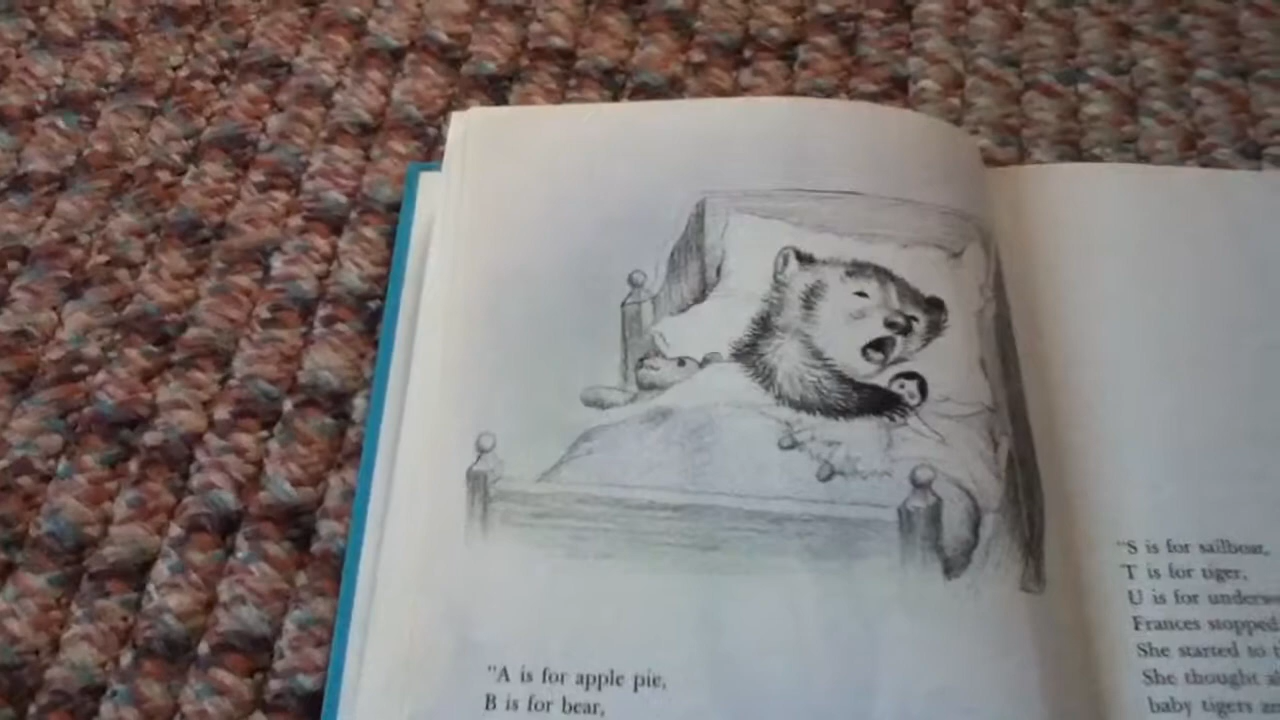 "A is for apple pie,
B is for bear,
"S is for sailboat,
T is for tiger,
U is for
Frances stopped.
She started to
She thought
baby tigers